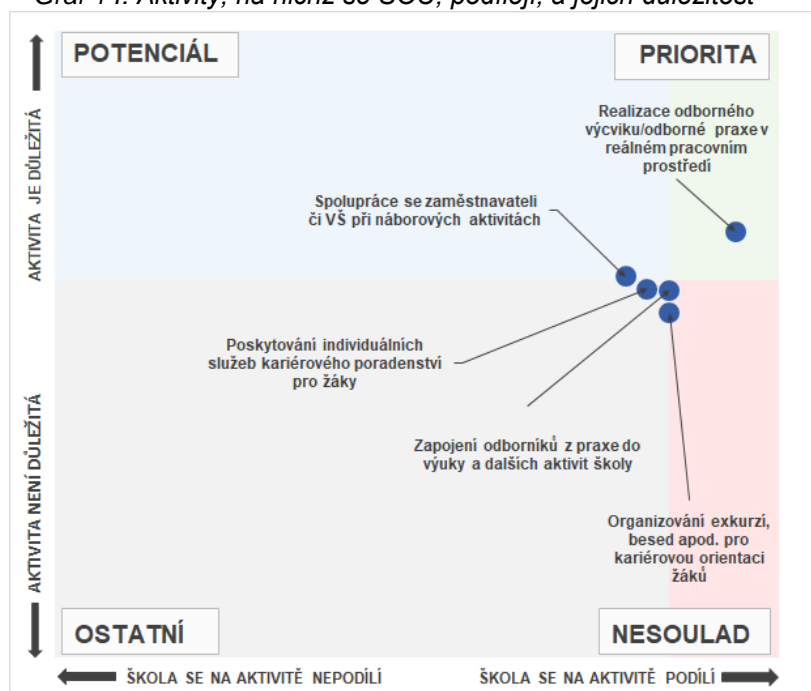 Graf 14: Aktivity, na nichž se SOŠ, podílejí, a jejich důležitost
POTENCIÁL
PRIORITA
Realizace odborného
výcviku/odborné praxe v
reálném pracovním
prostředí
Spolupráce se zaměstnavateli
či VŠ při náborových aktivitách
AKTIVITA JE DŮLEŽITÁ
Poskytování individuálních
služeb kariérového poradenství
pro žáky
Zapojení odborníků z praxe do
výuky a dalších aktivit školy
AKTIVITA NENÍ DŮLEŽITÁ
Organizování exkurzí,
besed apod. pro
kariérovou orientaci
žáků
OSTATNÍ
NESOULAD
ŠKOLA SE NA AKTIVITĚ NEPODÍLÍ
ŠKOLA SE NA AKTIVITĚ PODÍLÍ